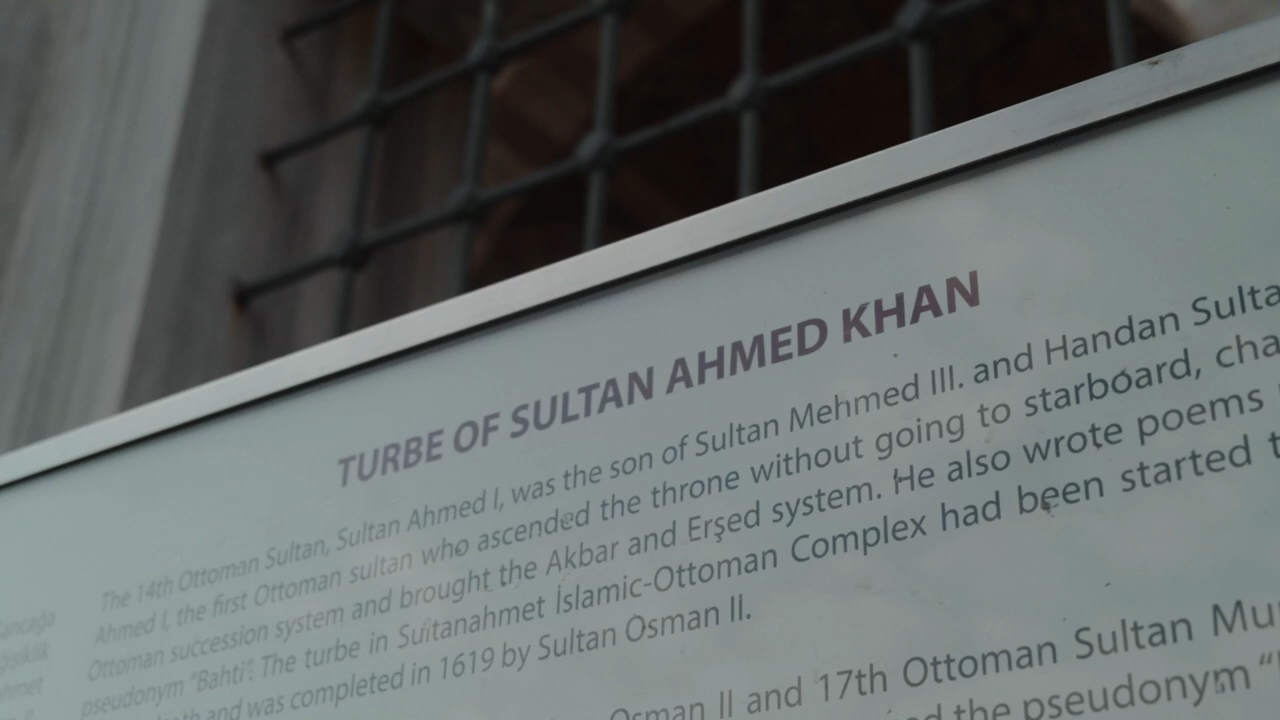 TURBE OF SULTAN AHMED KHAN
The 14th Ottoman Sultan, Sultan Ahmed I, was the son of Sultan Mehmed III. and Handan Sulta
Ahmed I, the first Ottoman sultan who ascended the throne without going to starboard, cha
Ottoman succession system and brought the Akbar and Erşed system. He also wrote poems
pseudonym "Bahti". The turbe in Sultanahmet İslamic-Ottoman Complex had been started t
and was completed in 1619 by Sultan Osman II.
Osman II and 17th Ottoman Sultan Mu
the pseudonym "
ancağa
ğişiklik
hmet